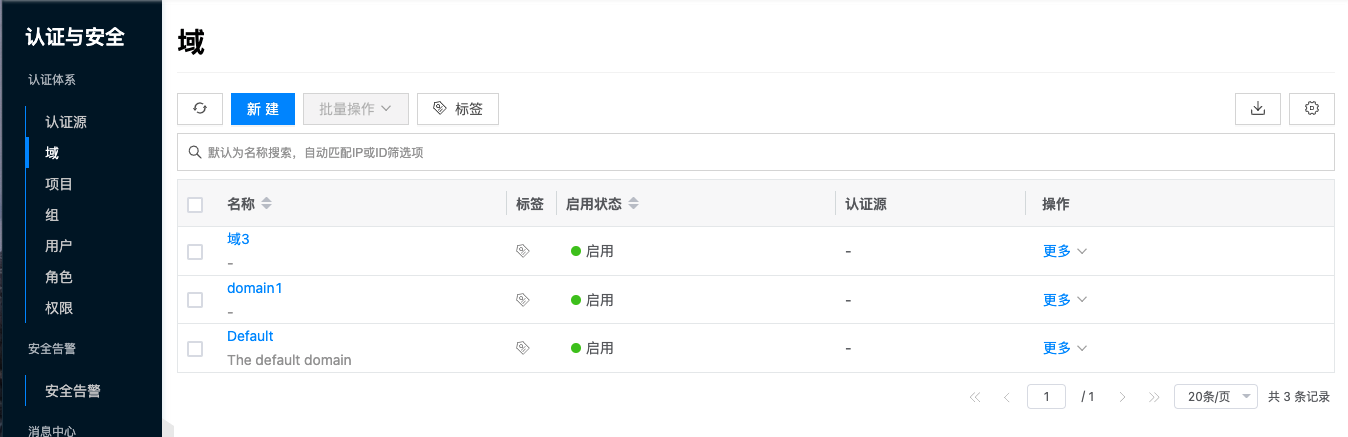 认证与安全
认证体系
认证源
域
项目
组
用户
角色
权限
安全告警
安全告警
消息中心
域
新 建 批量操作 标签
默认为名称搜索，自动匹配IP或ID筛选项
名称 标签 启用状态 认证源 操作
域3 启用 - 更多
-
domain1 启用 - 更多
-
Default 启用 - 更多
The default domain
1 / 1 20条/页 共 3 条记录